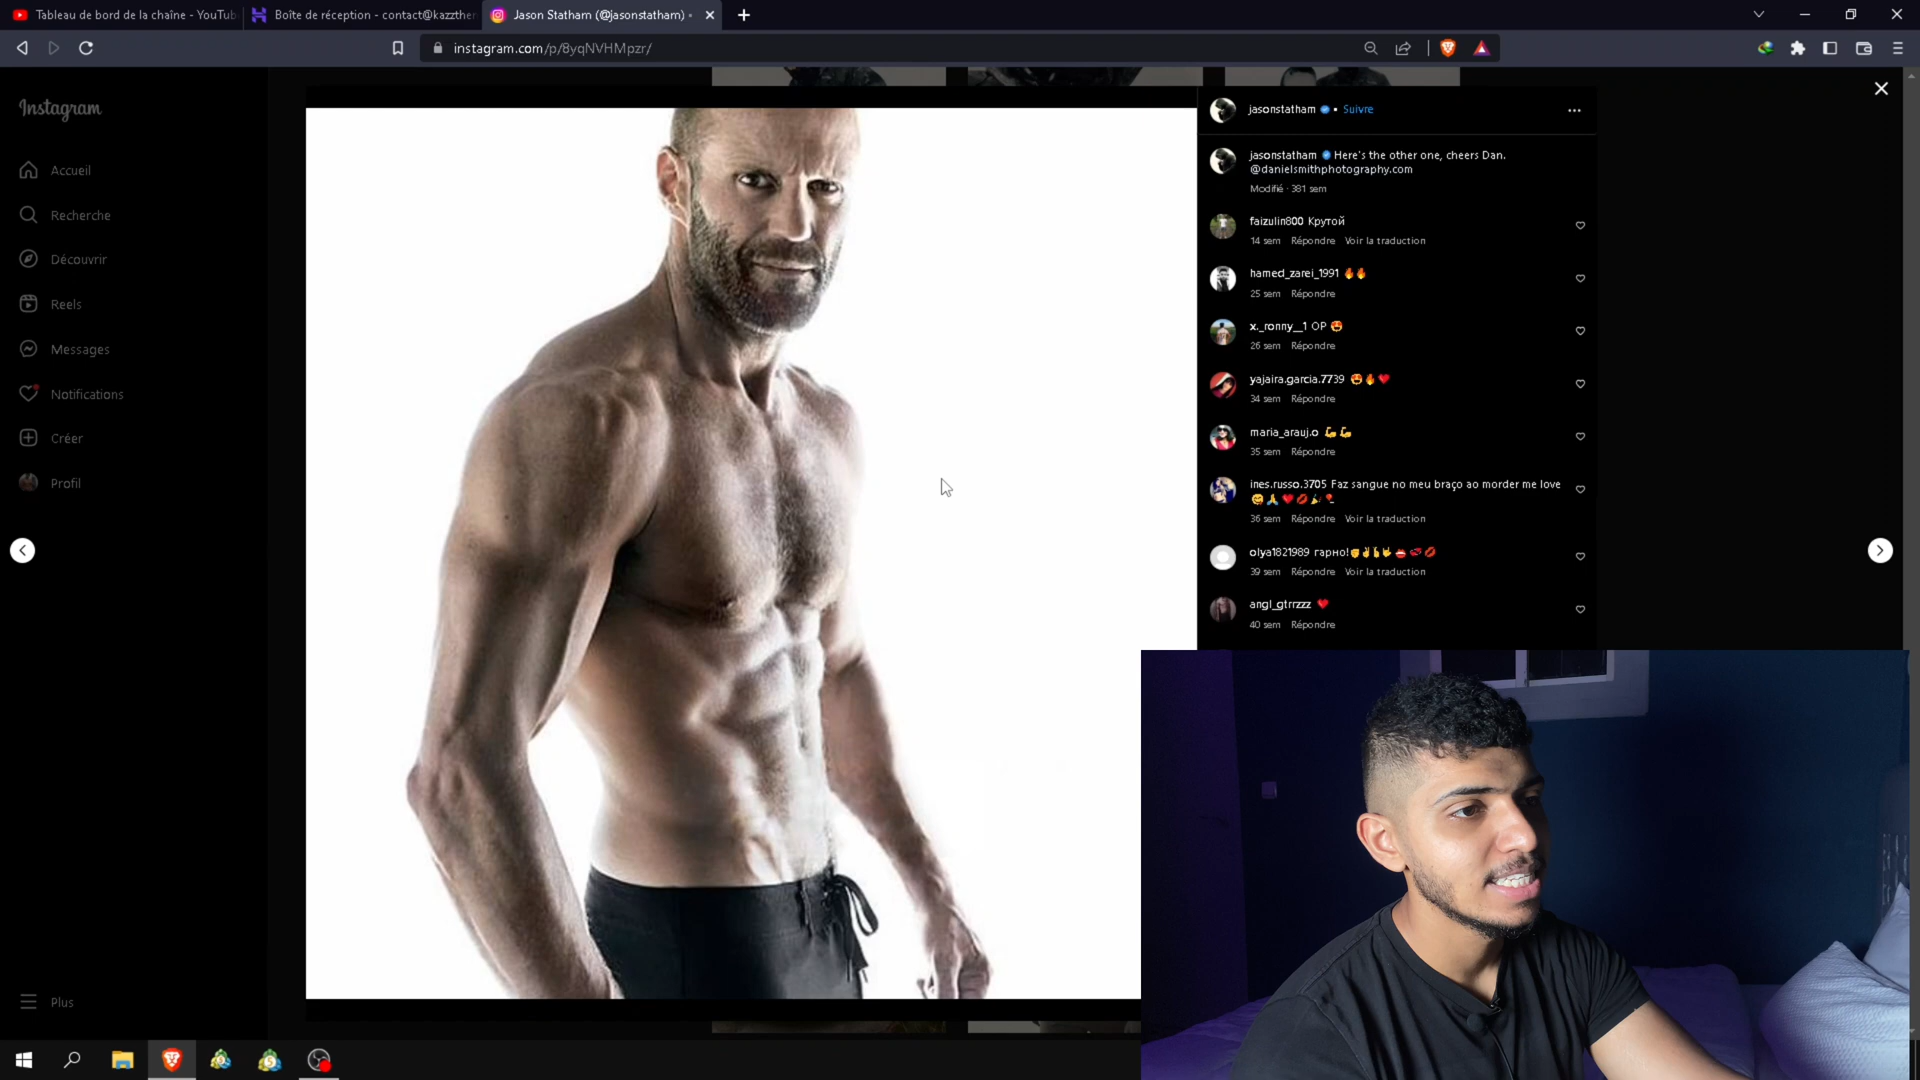 Tableau de bord de la chaîne - YouTub
Boîte de réception - contact@kazzther
Jason Statham (@jasonstatham) •
instagram.com/p/8yqNVHMpzr/
Instagram
Accueil
Recherche
Découvrir
Reels
Messages
Notifications
Créer
Profil
Plus
jasonstatham • Suivre
jasonstatham Here's the other one, cheers Dan.
@danielsmithphotography.com
Modifié · 381 sem
faizulin800 Крутой
14 sem Répondre Voir la traduction
hamed_zarei_1991 🔥🔥
25 sem Répondre
x._ronny__1 OP 😍
26 sem Répondre
yajaira.garcia.7739 😍🔥❤️
34 sem Répondre
maria_arauj.o 💪💪
35 sem Répondre
ines.russo.3705 Faz sangue no meu braço ao morder me love
36 sem Répondre Voir la traduction
olya1821989 гарно!
39 sem Répondre Voir la traduction
angl_gtrrzzz ❤️
40 sem Répondre